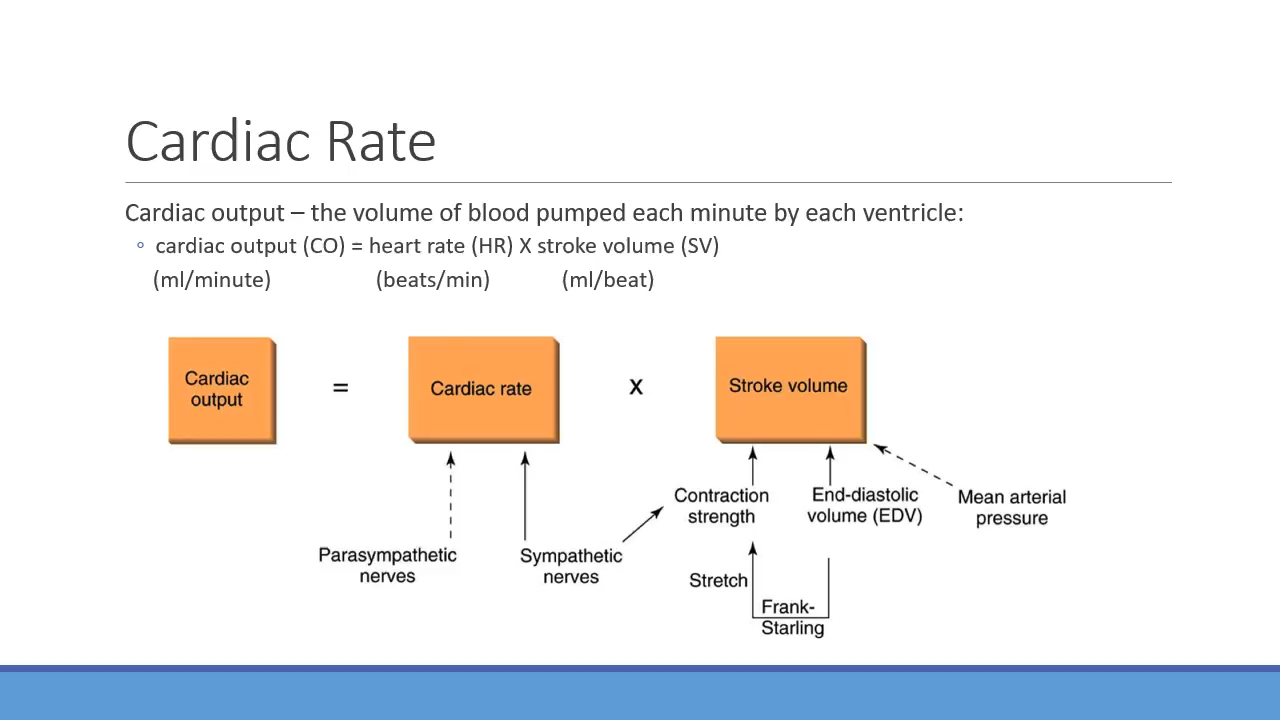 Cardiac Rate
Cardiac output – the volume of blood pumped each minute by each ventricle:
◦ cardiac output (CO) = heart rate (HR) X stroke volume (SV)
(ml/minute) (beats/min) (ml/beat)
Cardiac
output
=
Cardiac rate
x
Stroke volume
Parasympathetic
nerves
Sympathetic
nerves
Contraction
strength
End-diastolic
volume (EDV)
Mean arterial
pressure
Stretch
Frank-
Starling